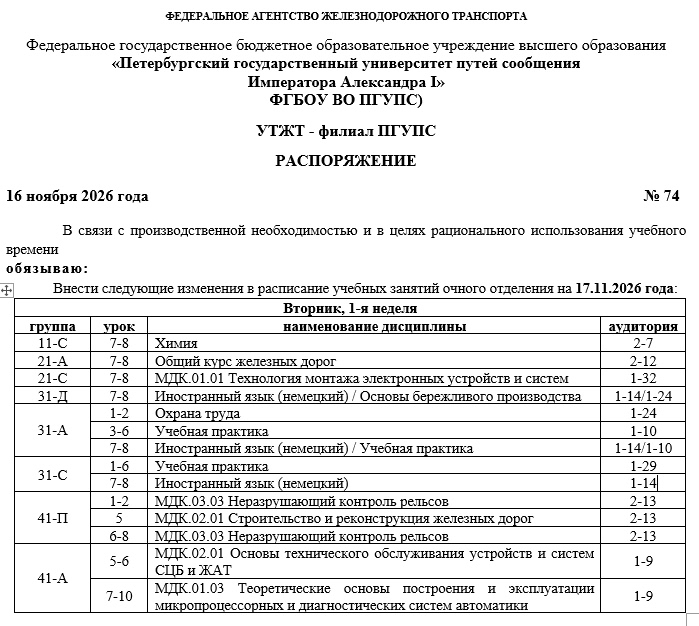 ФЕДЕРАЛЬНОЕ АГЕНТСТВО ЖЕЛЕЗНОДОРОЖНОГО ТРАНСПОРТА
Федеральное государственное бюджетное образовательное учреждение высшего образования
«Петербургский государственный университет путей сообщения
Императора Александра I»
ФГБОУ ВО ПГУПС)
УТЖТ - филиал ПГУПС
РАСПОРЯЖЕНИЕ
16 ноября 2026 года № 74
В связи с производственной необходимостью и в целях рационального использования учебного
времени
обязываю:
Внести следующие изменения в расписание учебных занятий очного отделения на 17.11.2026 года:
Вторник, 1-я неделя
группа урок наименование дисциплины аудитория
11-С 7-8 Химия 2-7
21-А 7-8 Общий курс железных дорог 2-12
21-С 7-8 МДК.01.01 Технология монтажа электронных устройств и систем 1-32
31-Д 7-8 Иностранный язык (немецкий) / Основы бережливого производства 1-14/1-24
31-А 1-2 Охрана труда 1-24
3-6 Учебная практика 1-10
7-8 Иностранный язык (немецкий) / Учебная практика 1-14/1-10
31-С 1-6 Учебная практика 1-29
7-8 Иностранный язык (немецкий) 1-14
41-П 1-2 МДК.03.03 Неразрушающий контроль рельсов 2-13
5 МДК.02.01 Строительство и реконструкция железных дорог 2-13
6-8 МДК.03.03 Неразрушающий контроль рельсов 2-13
41-А 5-6 МДК.02.01 Основы технического обслуживания устройств и систем
СЦБ и ЖАТ 1-9
7-10 МДК.01.03 Теоретические основы построения и эксплуатации
микропроцессорных и диагностических систем автоматики 1-9